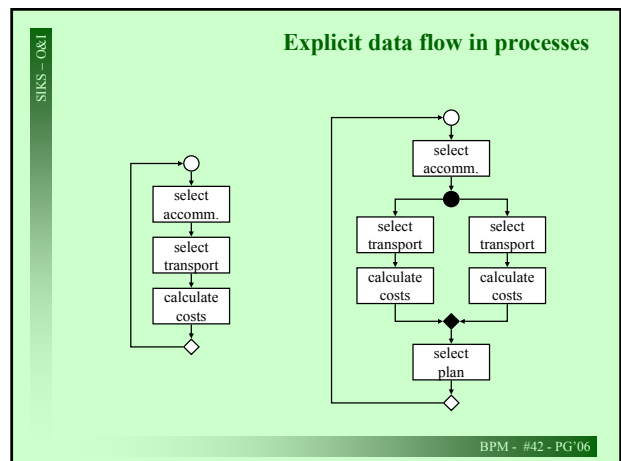 SIKS – O&I
Explicit data flow in processes
select
accomm.
select
transport
calculate
costs
select
accomm.
select
transport
select
transport
calculate
costs
calculate
costs
select
plan
BPM - #42 - PG'06